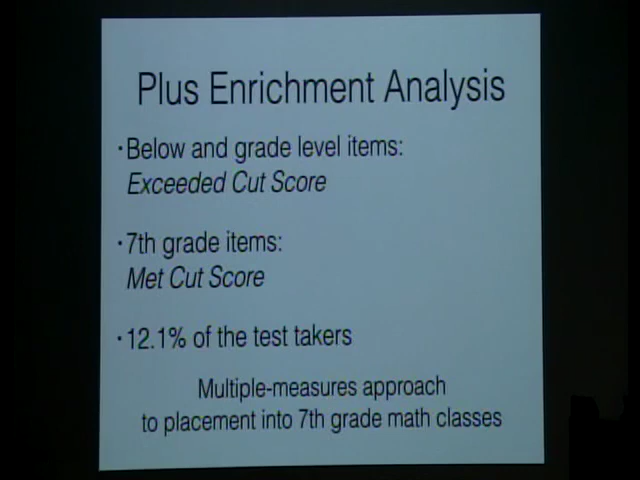 Plus Enrichment Analysis
·Below and grade level items:
Exceeded Cut Score
·7th grade items:
Met Cut Score
·12.1% of the test takers
Multiple-measures approach
to placement into 7th grade math classes